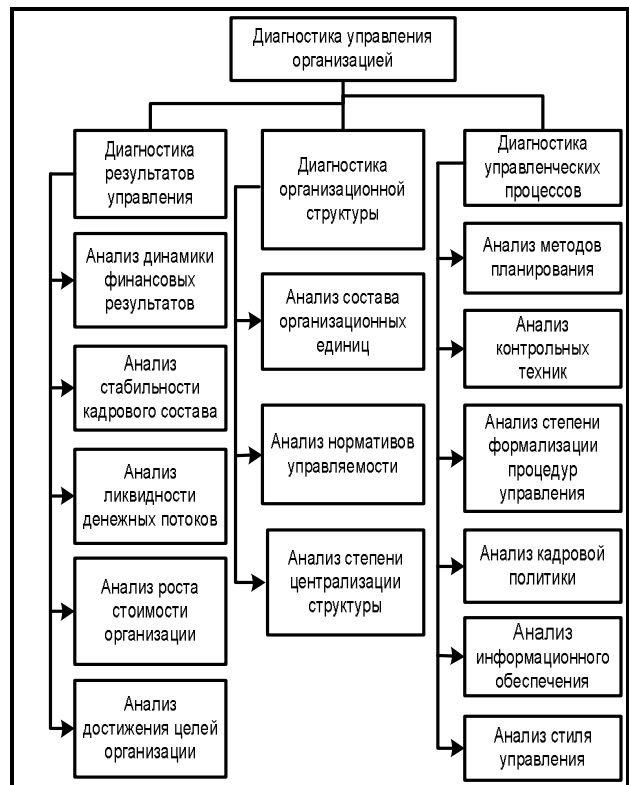 Диагностика управления
организацией
Диагностика
результатов
управления
Анализ динамики
финансовых
результатов
Анализ
стабильности
кадрового состава
Анализ
ликвидности
денежных потоков
Анализ роста
стоимости
организации
Анализ
достижения целей
организации
Диагностика
организационной
структуры
Анализ состава
организационных
единиц
Анализ нормативов
управляемости
Анализ степени
централизации
структуры
Диагностика
управленческих
процессов
Анализ методов
планирования
Анализ
контрольных
техник
Анализ степени
формализации
процедур
управления
Анализ кадровой
политики
Анализ
информационного
обеспечения
Анализ стиля
управления